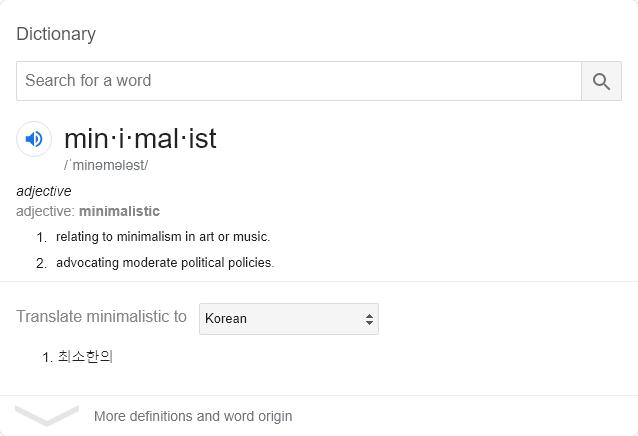 Dictionary
Search for a word
min·i·mal·ist
/ˈminəmələst/
adjective
adjective: minimalistic
1. relating to minimalism in art or music.
2. advocating moderate political policies.
Translate minimalistic to Korean
1. 최소한의
More definitions and word origin